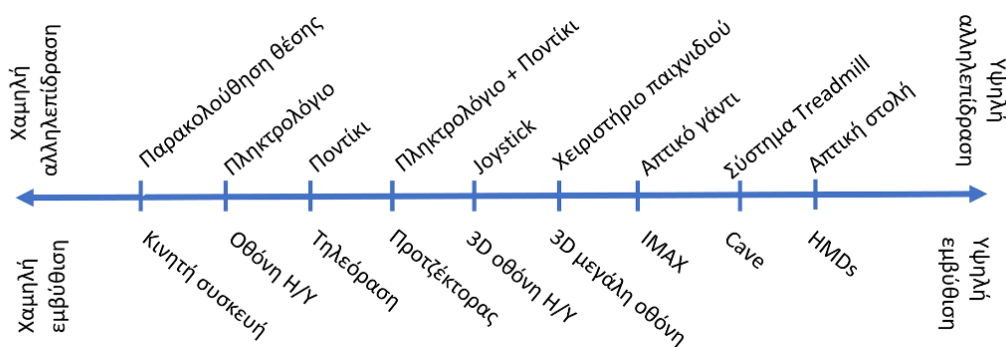 Χαμηλή
αλληλεπίδραση
Παρακολούθηση θέσης
Πληκτρολόγιο
Ποντίκι
Πληκτρολόγιο + Ποντίκι
Joystick
Χειριστήριο παιχνιδιού
Απτικό γάντι
Σύστημα Treadmill
Απτική στολή
Υψηλή
αλληλεπίδραση
Χαμηλή
εμβύθιση
Κινητή συσκευή
Οθόνη Η/Υ
Τηλεόραση
Προτζέκτορας
3D οθόνη Η/Υ
3D μεγάλη οθόνη
IMAX
Cave
HMDs
Υψηλή
εμβύθιση